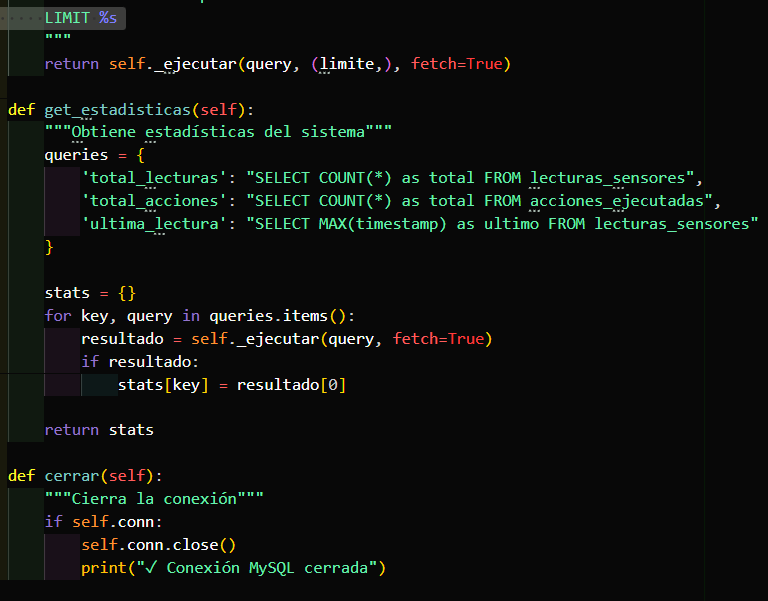 LIMIT %s
"""
return self._ejecutar(query, (limite,), fetch=True)
def get_estadisticas(self):
"""Obtiene estadísticas del sistema"""
queries = {
'total_lecturas': "SELECT COUNT(*) as total FROM lecturas_sensores",
'total_acciones': "SELECT COUNT(*) as total FROM acciones_ejecutadas",
'ultima_lectura': "SELECT MAX(timestamp) as ultimo FROM lecturas_sensores"
}
stats = {}
for key, query in queries.items():
resultado = self._ejecutar(query, fetch=True)
if resultado:
stats[key] = resultado[0]
return stats
def cerrar(self):
"""Cierra la conexión"""
if self.conn:
self.conn.close()
print("✓ Conexión MySQL cerrada")